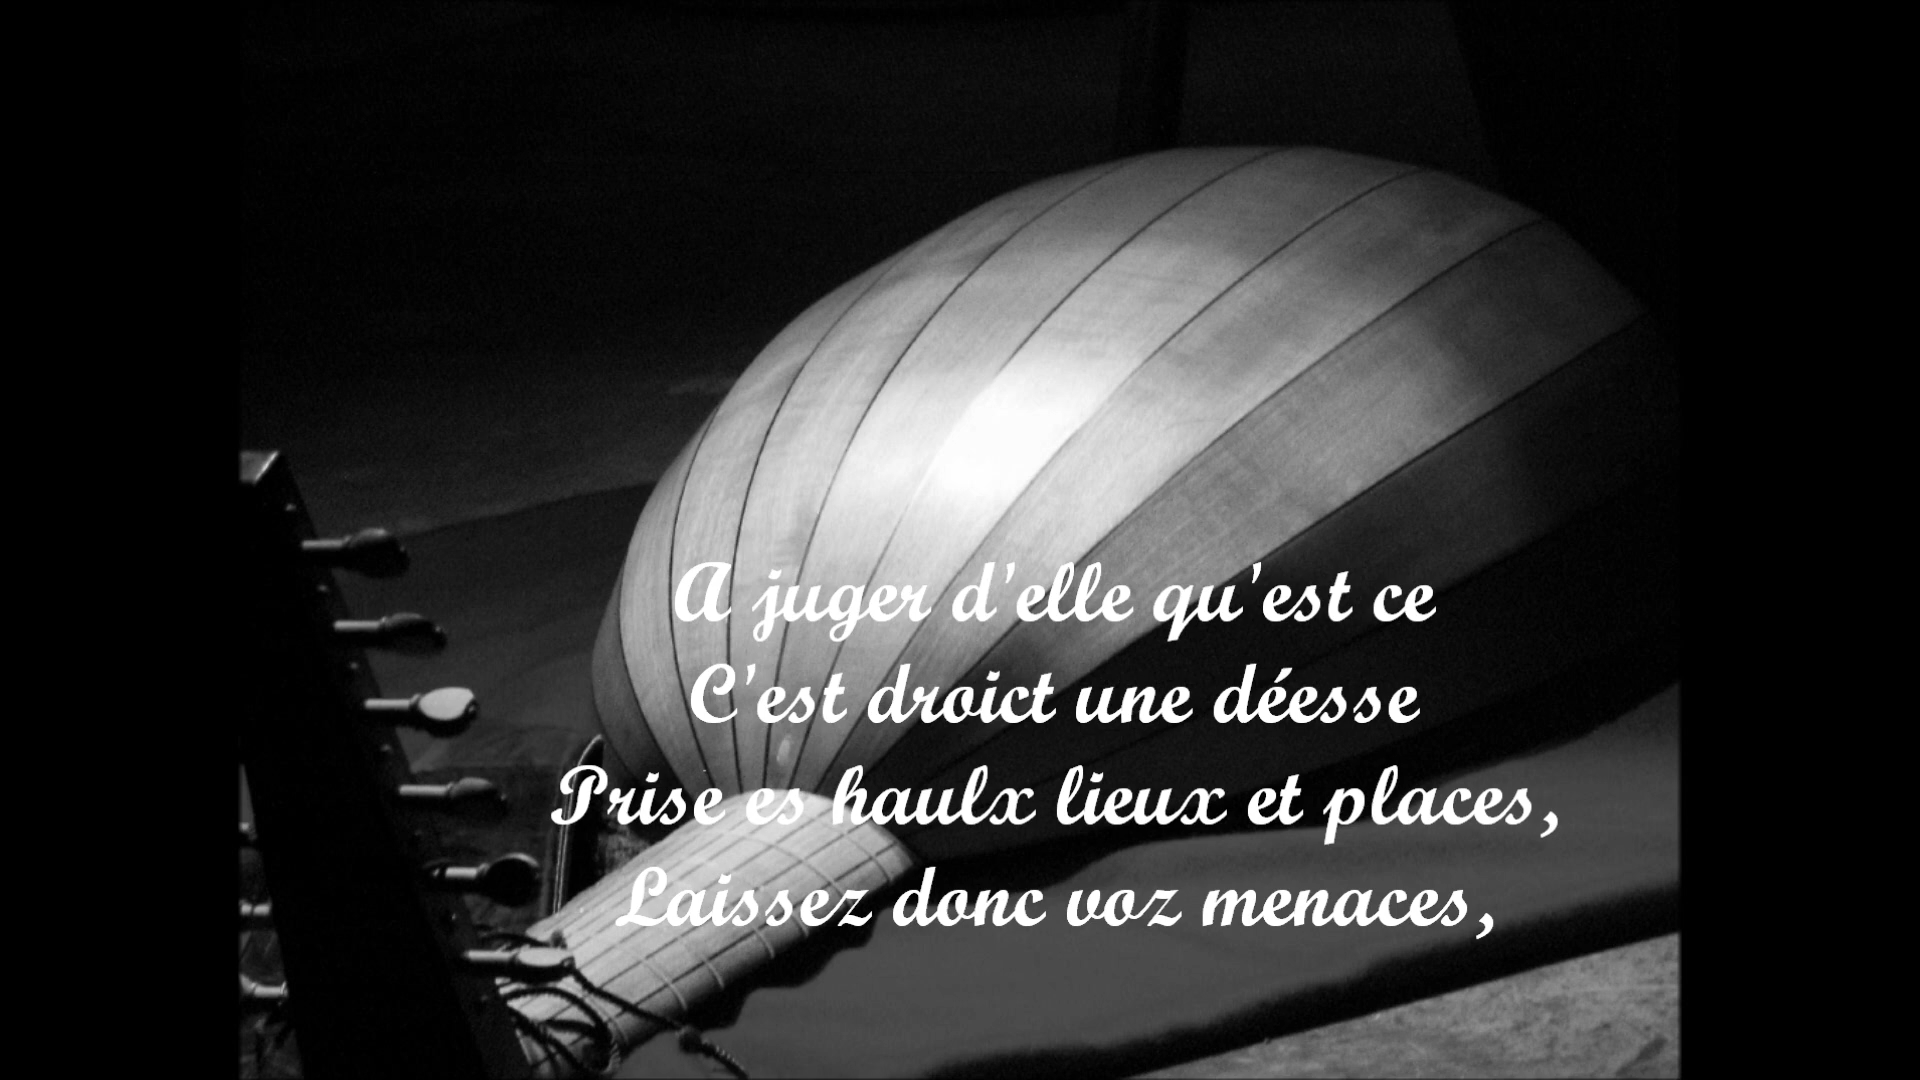 A juger d'elle qu'est ce
C'est droict une déesse
Prise es haulx lieux et places,
Laissez donc voz menaces,